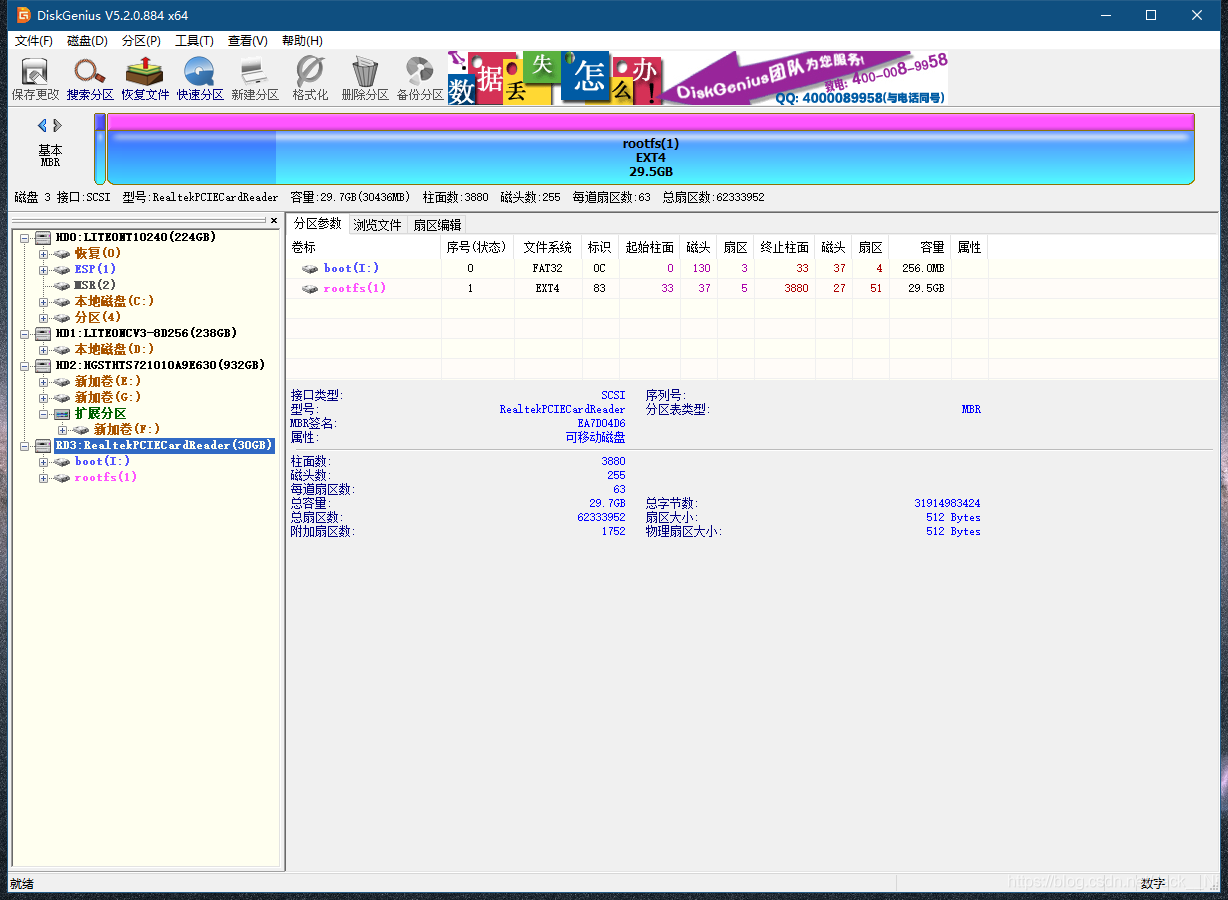 DiskGenius V5.2.0.884 x64
文件(F) 磁盘(D) 分区(P) 工具(T) 查看(V) 帮助(H)
保存更改 搜索分区 恢复文件 快速分区 新建分区 格式化 删除分区 备份分区
数据丢失怎么办!
DiskGenius团队为您服务!
致电: 400-008-9958
QQ: 4000089958(与电话同号)
基本
MBR
rootfs(1)
EXT4
29.5GB
磁盘 3 接口:SCSI 型号:RealtekPCIECardReader 容量:29.7GB(30436MB) 柱面数:3880 磁头数:255 每道扇区数:63 总扇区数:62333952
HD0:LITEONT10240(224GB)
恢复(0)
ESP(1)
MSR(2)
本地磁盘(C:)
分区(4)
HD1:LITEONCV3-8D256(238GB)
本地磁盘(D:)
HD2:HGSTHTS721010A9E630(932GB)
新加卷(E:)
新加卷(G:)
扩展分区
新加卷(F:)
RD3:RealtekPCIECardReader(30GB)
boot(I:)
rootfs(1)
分区参数 浏览文件 扇区编辑
卷标 序号(状态) 文件系统 标识 起始柱面 磁头 扇区 终止柱面 磁头 扇区 容量 属性
boot(I:) 0 FAT32 0C 0 130 3 33 37 4 256.0MB
rootfs(1) 1 EXT4 83 33 37 5 3880 27 51 29.5GB
接口类型: SCSI 序列号:
型号: RealtekPCIECardReader 分区表类型: MBR
MBR签名: EA7D04D6
属性: 可移动磁盘
柱面数: 3880
磁头数: 255
每道扇区数: 63
总容量: 29.7GB 总字节数: 31914983424
总扇区数: 62333952 扇区大小: 512 Bytes
附加扇区数: 1752 物理扇区大小: 512 Bytes
就绪 数字